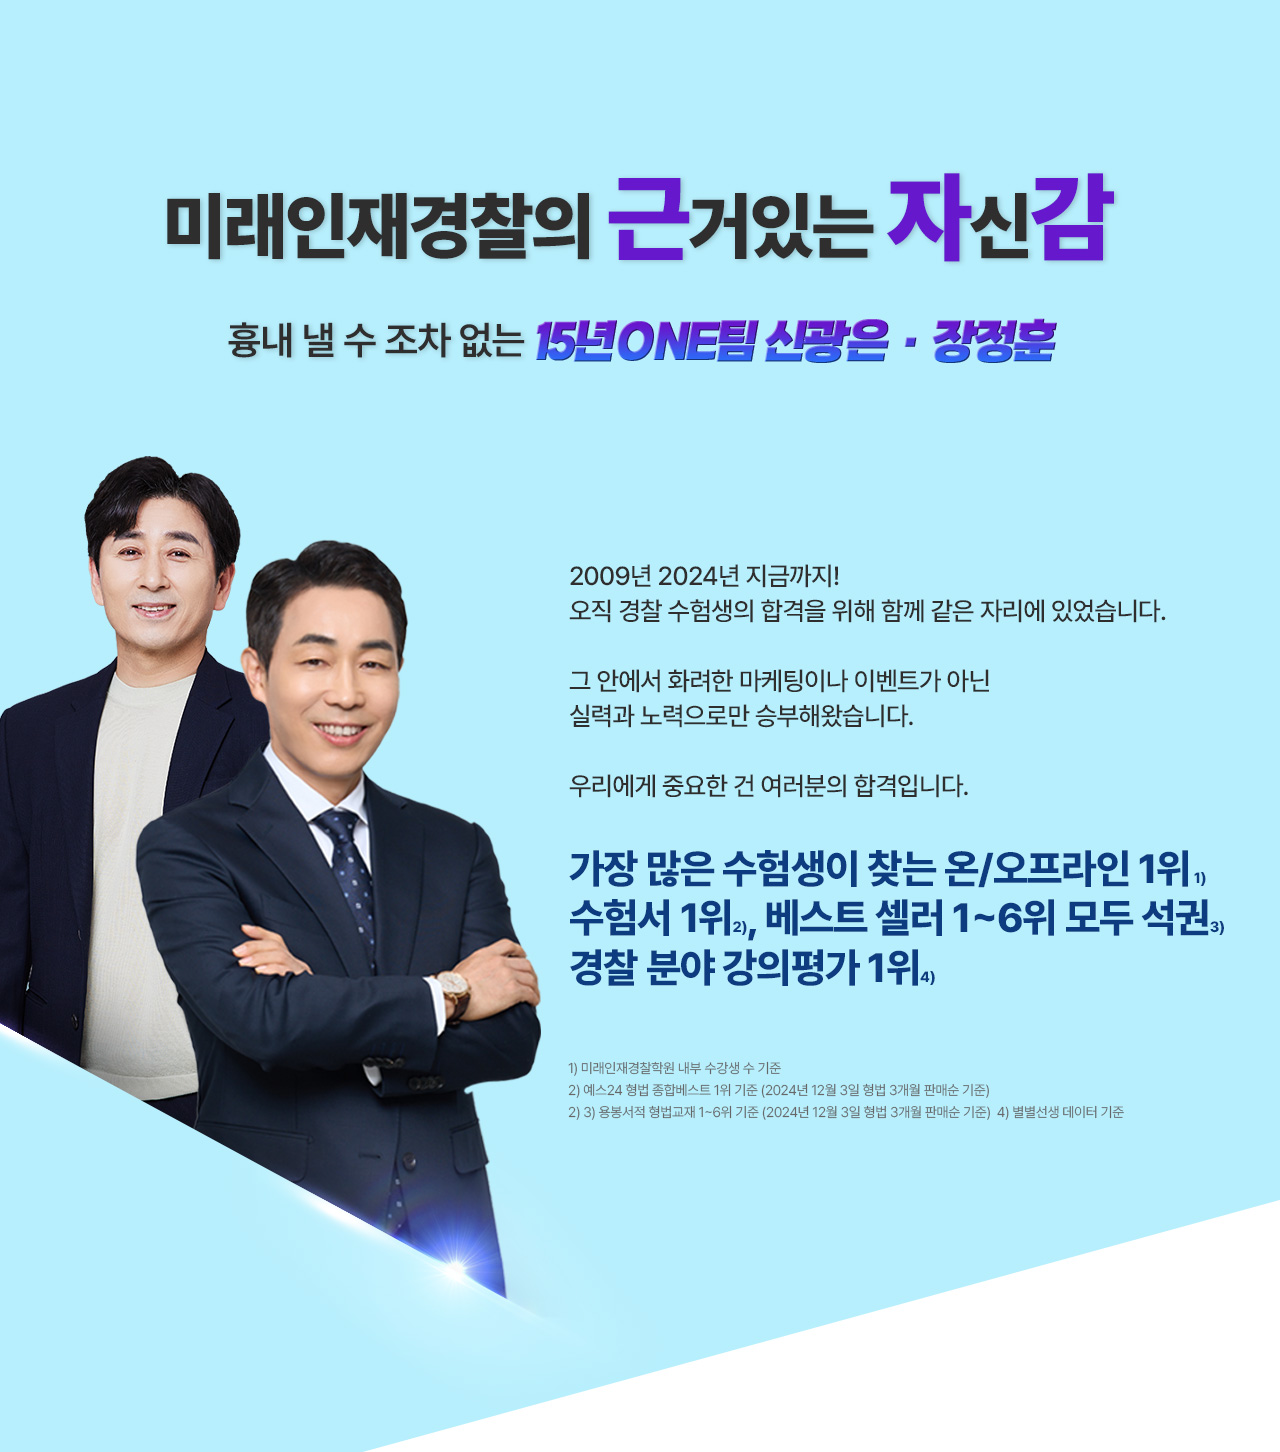 미래인재경찰의 근거있는 자신감
흉내 낼 수 조차 없는 15년 ONE팀 신광은 · 장정훈
2009년 2024년 지금까지!
오직 경찰 수험생의 합격을 위해 함께 같은 자리에 있었습니다.
그 안에서 화려한 마케팅이나 이벤트가 아닌
실력과 노력으로만 승부해왔습니다.
우리에게 중요한 건 여러분의 합격입니다.
가장 많은 수험생이 찾는 온/오프라인 1위 1)
수험서 1위2), 베스트 셀러 1~6위 모두 석권3)
경찰 분야 강의평가 1위4)
1) 미래인재경찰학원 내부 수강생 수 기준
2) 예스24 형법 종합베스트 1위 기준 (2024년 12월 3일 형법 3개월 판매순 기준)
2) 3) 용봉서적 형법교재 1~6위 기준 (2024년 12월 3일 형법 3개월 판매순 기준) 4) 별별선생 데이터 기준